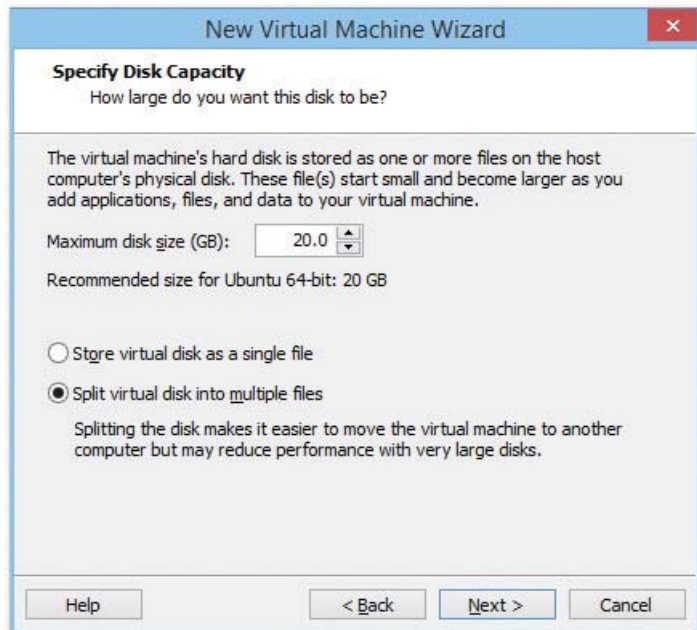 New Virtual Machine Wizard
Specify Disk Capacity
How large do you want this disk to be?
The virtual machine's hard disk is stored as one or more files on the host
computer's physical disk. These file(s) start small and become larger as you
add applications, files, and data to your virtual machine.
Maximum disk size (GB): 20.0
Recommended size for Ubuntu 64-bit: 20 GB
Store virtual disk as a single file
Split virtual disk into multiple files
Splitting the disk makes it easier to move the virtual machine to another
computer but may reduce performance with very large disks.
Help < Back Next > Cancel